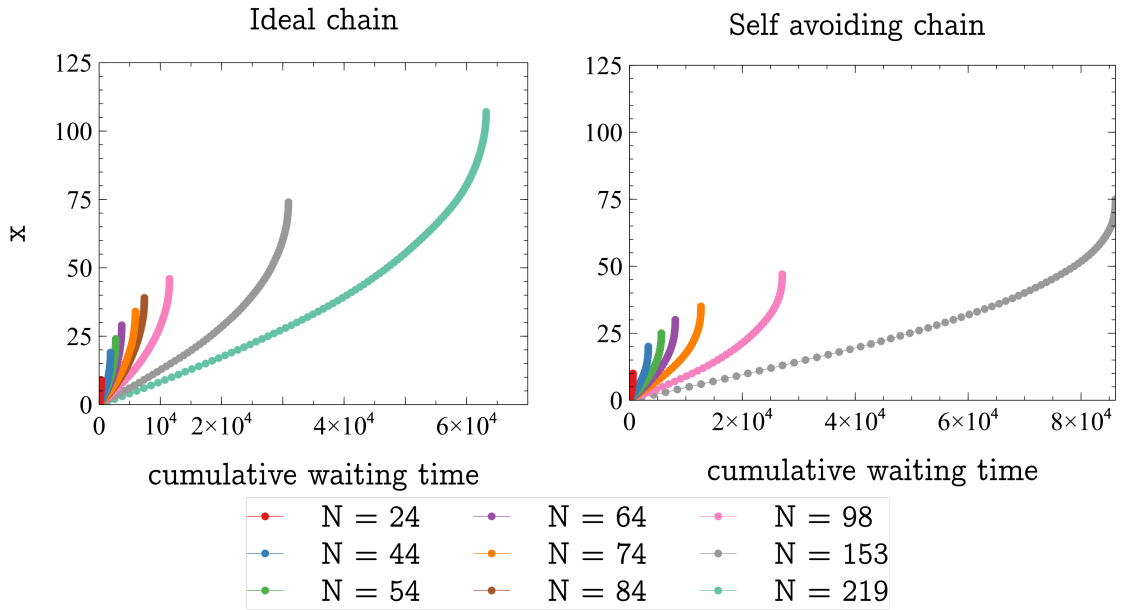 Ideal chain
Self avoiding chain
125
100
75
50
25
0
x
0
10⁴
2×10⁴
4×10⁴
6×10⁴
cumulative waiting time
125
100
75
50
25
0
0
2×10⁴
4×10⁴
6×10⁴
8×10⁴
cumulative waiting time
N = 24
N = 64
N = 98
N = 44
N = 74
N = 153
N = 54
N = 84
N = 219